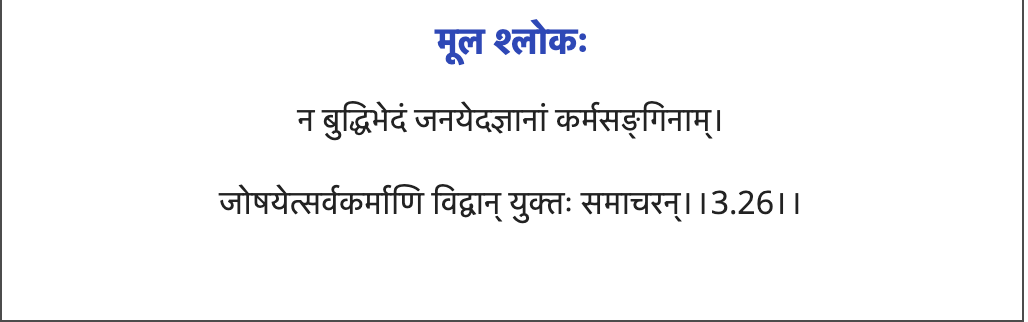 मूल श्लोकः
न बुद्धिभेदं जनयेदज्ञानां कर्मसङ्गिनाम्।
जोषयेत्सर्वकर्माणि विद्वान् युक्तः समाचरन्।।3.26।।